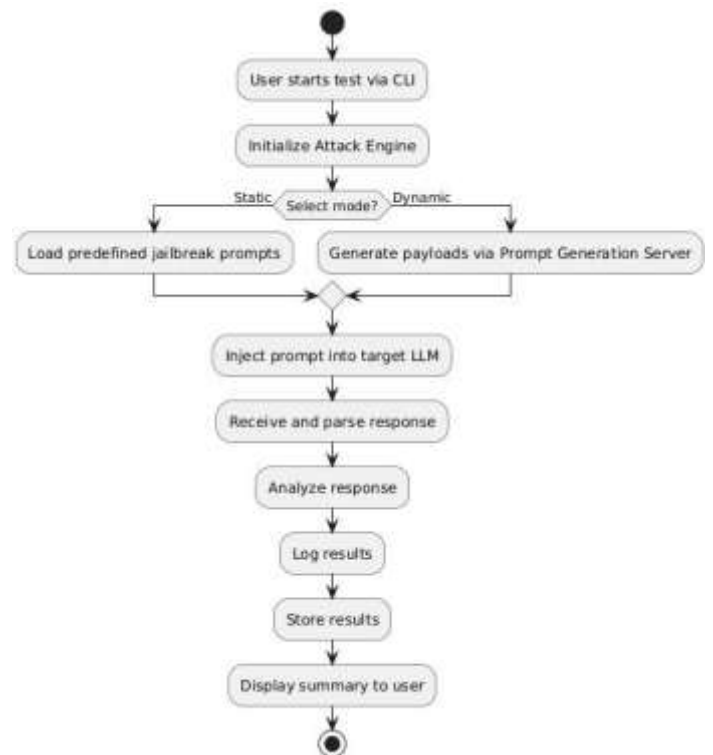 User starts test via CLI
Initialize Attack Engine
Static
Select mode?
Dynamic
Load predefined jailbreak prompts
Generate payloads via Prompt Generation Server
Inject prompt into target LLM
Receive and parse response
Analyze response
Log results
Store results
Display summary to user